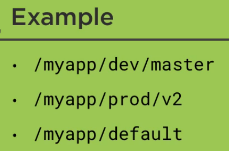 Example
• /myapp/dev/master
• /myapp/prod/v2
• /myapp/default